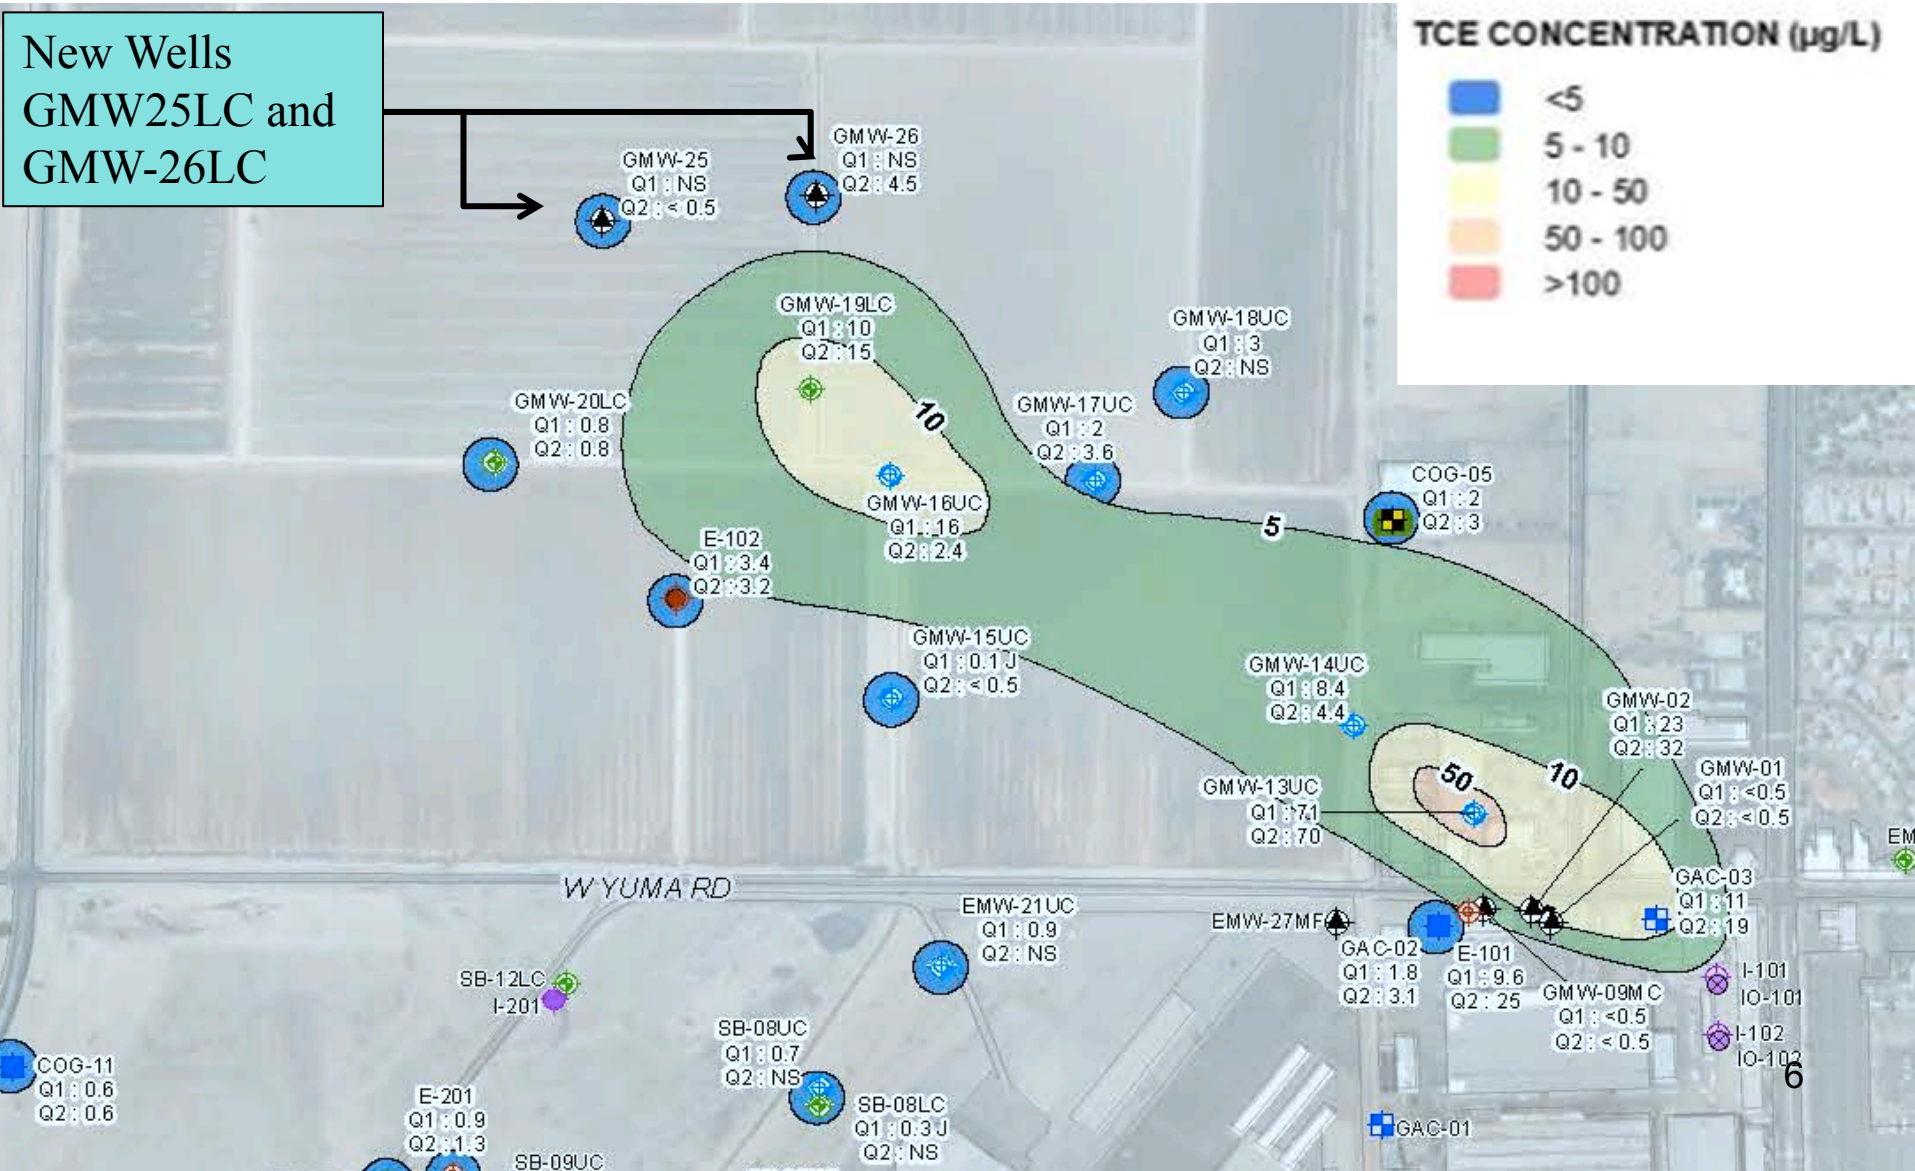 New Wells
GMW25LC and
GMW-26LC
TCE CONCENTRATION (µg/L)
<5
5 - 10
10 - 50
50 - 100
>100
GMW-26
Q1 : NS
Q2 : 4.5
GMW-25
Q1 : NS
Q2 : < 0.5
GMW-19LC
Q1 : 10
Q2 : 15
GMW-18UC
Q1 : 3
Q2 : NS
GMW-20LC
Q1 : 0.8
Q2 : 0.8
10
GMW-17UC
Q1 : 2
Q2 : 3.6
COG-05
Q1 : 2
Q2 : 3
GMW-16UC
Q1 : 16
Q2 : 2.4
5
E-102
Q1 : 3.4
Q2 : 3.2
GMW-15UC
Q1 : 0.1 J
Q2 : < 0.5
GMW-14UC
Q1 : 8.4
Q2 : 4.4
GMW-02
Q1 : 23
Q2 : 32
GMW-01
Q1 : <0.5
Q2 : < 0.5
50
10
GMW-13UC
Q1 : 71
Q2 : 70
EM
W YUMA RD
GAC-03
Q1 : 11
Q2 : 19
EMW-21UC
Q1 : 0.9
Q2 : NS
EMW-27MF
GAC-02
Q1 : 1.8
Q2 : 3.1
E-101
Q1 : 9.6
Q2 : 25
GMW-09MC
Q1 : <0.5
Q2 : < 0.5
I-101
IO-101
I-102
IO-102
SB-12LC
I-201
SB-08UC
Q1 : 0.7
Q2 : NS
COG-11
Q1 : 0.6
Q2 : 0.6
6
E-201
Q1 : 0.9
Q2 : 1.3
SB-08LC
Q1 : 0.3 J
Q2 : NS
GAC-01
SB-09UC